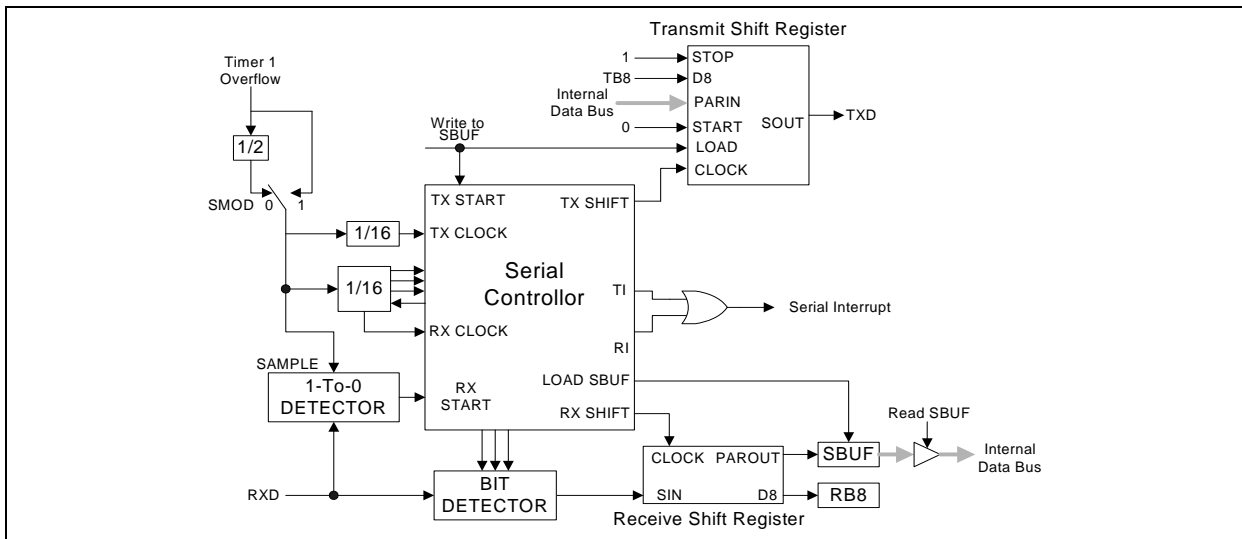 Transmit Shift Register
1
STOP
TB8
D8
Internal
Data Bus
PARIN
0
START
SOUT
TXD
LOAD
CLOCK
Timer 1
Overflow
1/2
SMOD
0
1
Write to
SBUF
TX START
TX SHIFT
1/16
TX CLOCK
Serial
Controllor
1/16
TI
Serial Interrupt
RX CLOCK
RI
SAMPLE
1-To-0
DETECTOR
RX
START
LOAD SBUF
RX SHIFT
Read SBUF
CLOCK
PAROUT
SBUF
Internal
Data Bus
RXD
BIT
DETECTOR
SIN
D8
RB8
Receive Shift Register